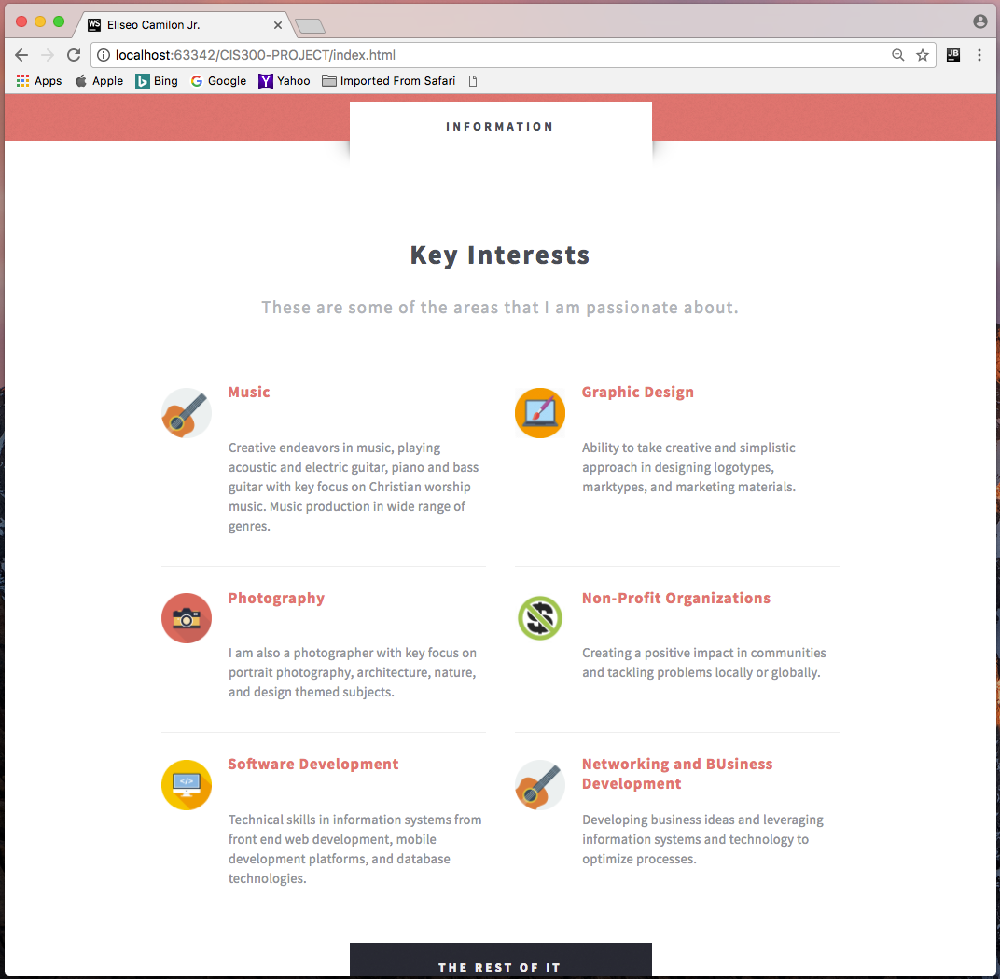 WS Eliseo Camilon Jr.
localhost:63342/CIS300-PROJECT/index.html
JB
Apps Apple Bing Google Yahoo Imported From Safari
INFORMATION
Key Interests
These are some of the areas that I am passionate about.
Music
Creative endeavors in music, playing
acoustic and electric guitar, piano and bass
guitar with key focus on Christian worship
music. Music production in wide range of
genres.
Graphic Design
Ability to take creative and simplistic
approach in designing logotypes,
marktypes, and marketing materials.
Photography
I am also a photographer with key focus on
portrait photography, architecture, nature,
and design themed subjects.
Non-Profit Organizations
Creating a positive impact in communities
and tackling problems locally or globally.
Software Development
Technical skills in information systems from
front end web development, mobile
development platforms, and database
technologies.
Networking and BUsiness
Development
Developing business ideas and leveraging
information systems and technology to
optimize processes.
THE REST OF IT